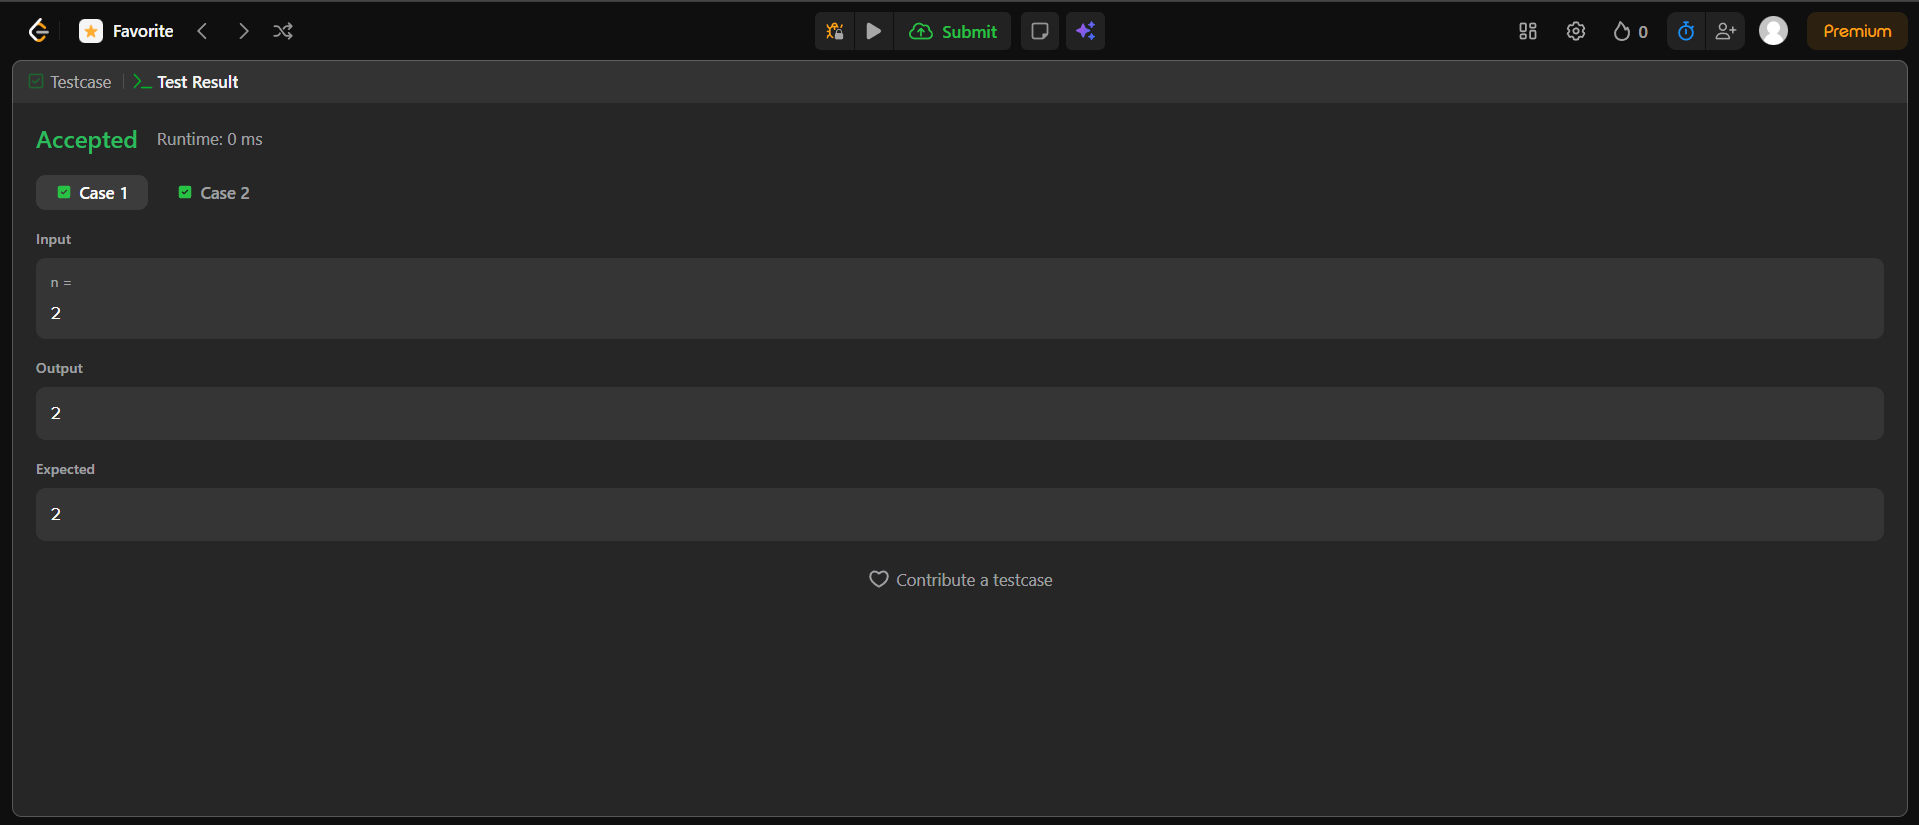 Favorite Submit 0 Premium
Testcase Test Result
Accepted Runtime: 0 ms
Case 1 Case 2
Input
n =
2
Output
2
Expected
2
Contribute a testcase